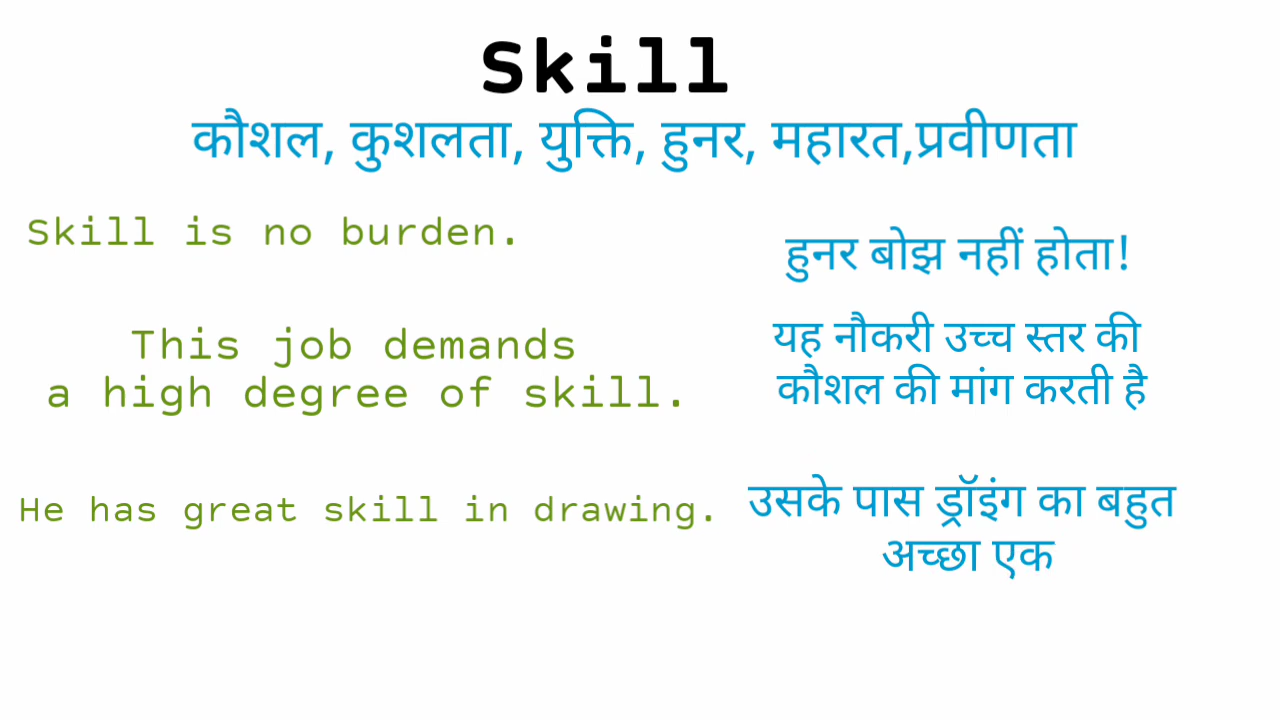 Skill
कौशल, कुशलता, युक्ति, हुनर, महारत,प्रवीणता
Skill is no burden.
हुनर बोझ नहीं होता!
This job demands
a high degree of skill.
यह नौकरी उच्च स्तर की
कौशल की मांग करती है
He has great skill in drawing.
उसके पास ड्रॉइंग का बहुत
अच्छा एक